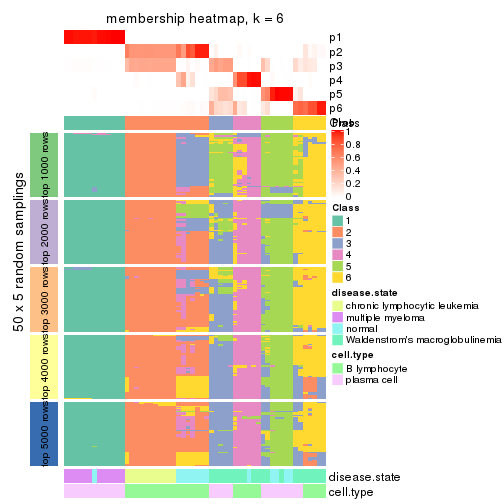 membership heatmap, k = 6
p1
p2
p3
p4
p5
p6
Class
Prob
1
0.8
0.6
0.4
0.2
0
Class
1
2
3
4
5
6
disease.state
chronic lymphocytic leukemia
multiple myeloma
normal
Waldenstrom's macroglobulinemia
cell.type
B lymphocyte
plasma cell
50 x 5 random samplings
top 1000 rows
top 2000 rows
top 3000 rows
top 4000 rows
top 5000 rows
disease.state
cell.type